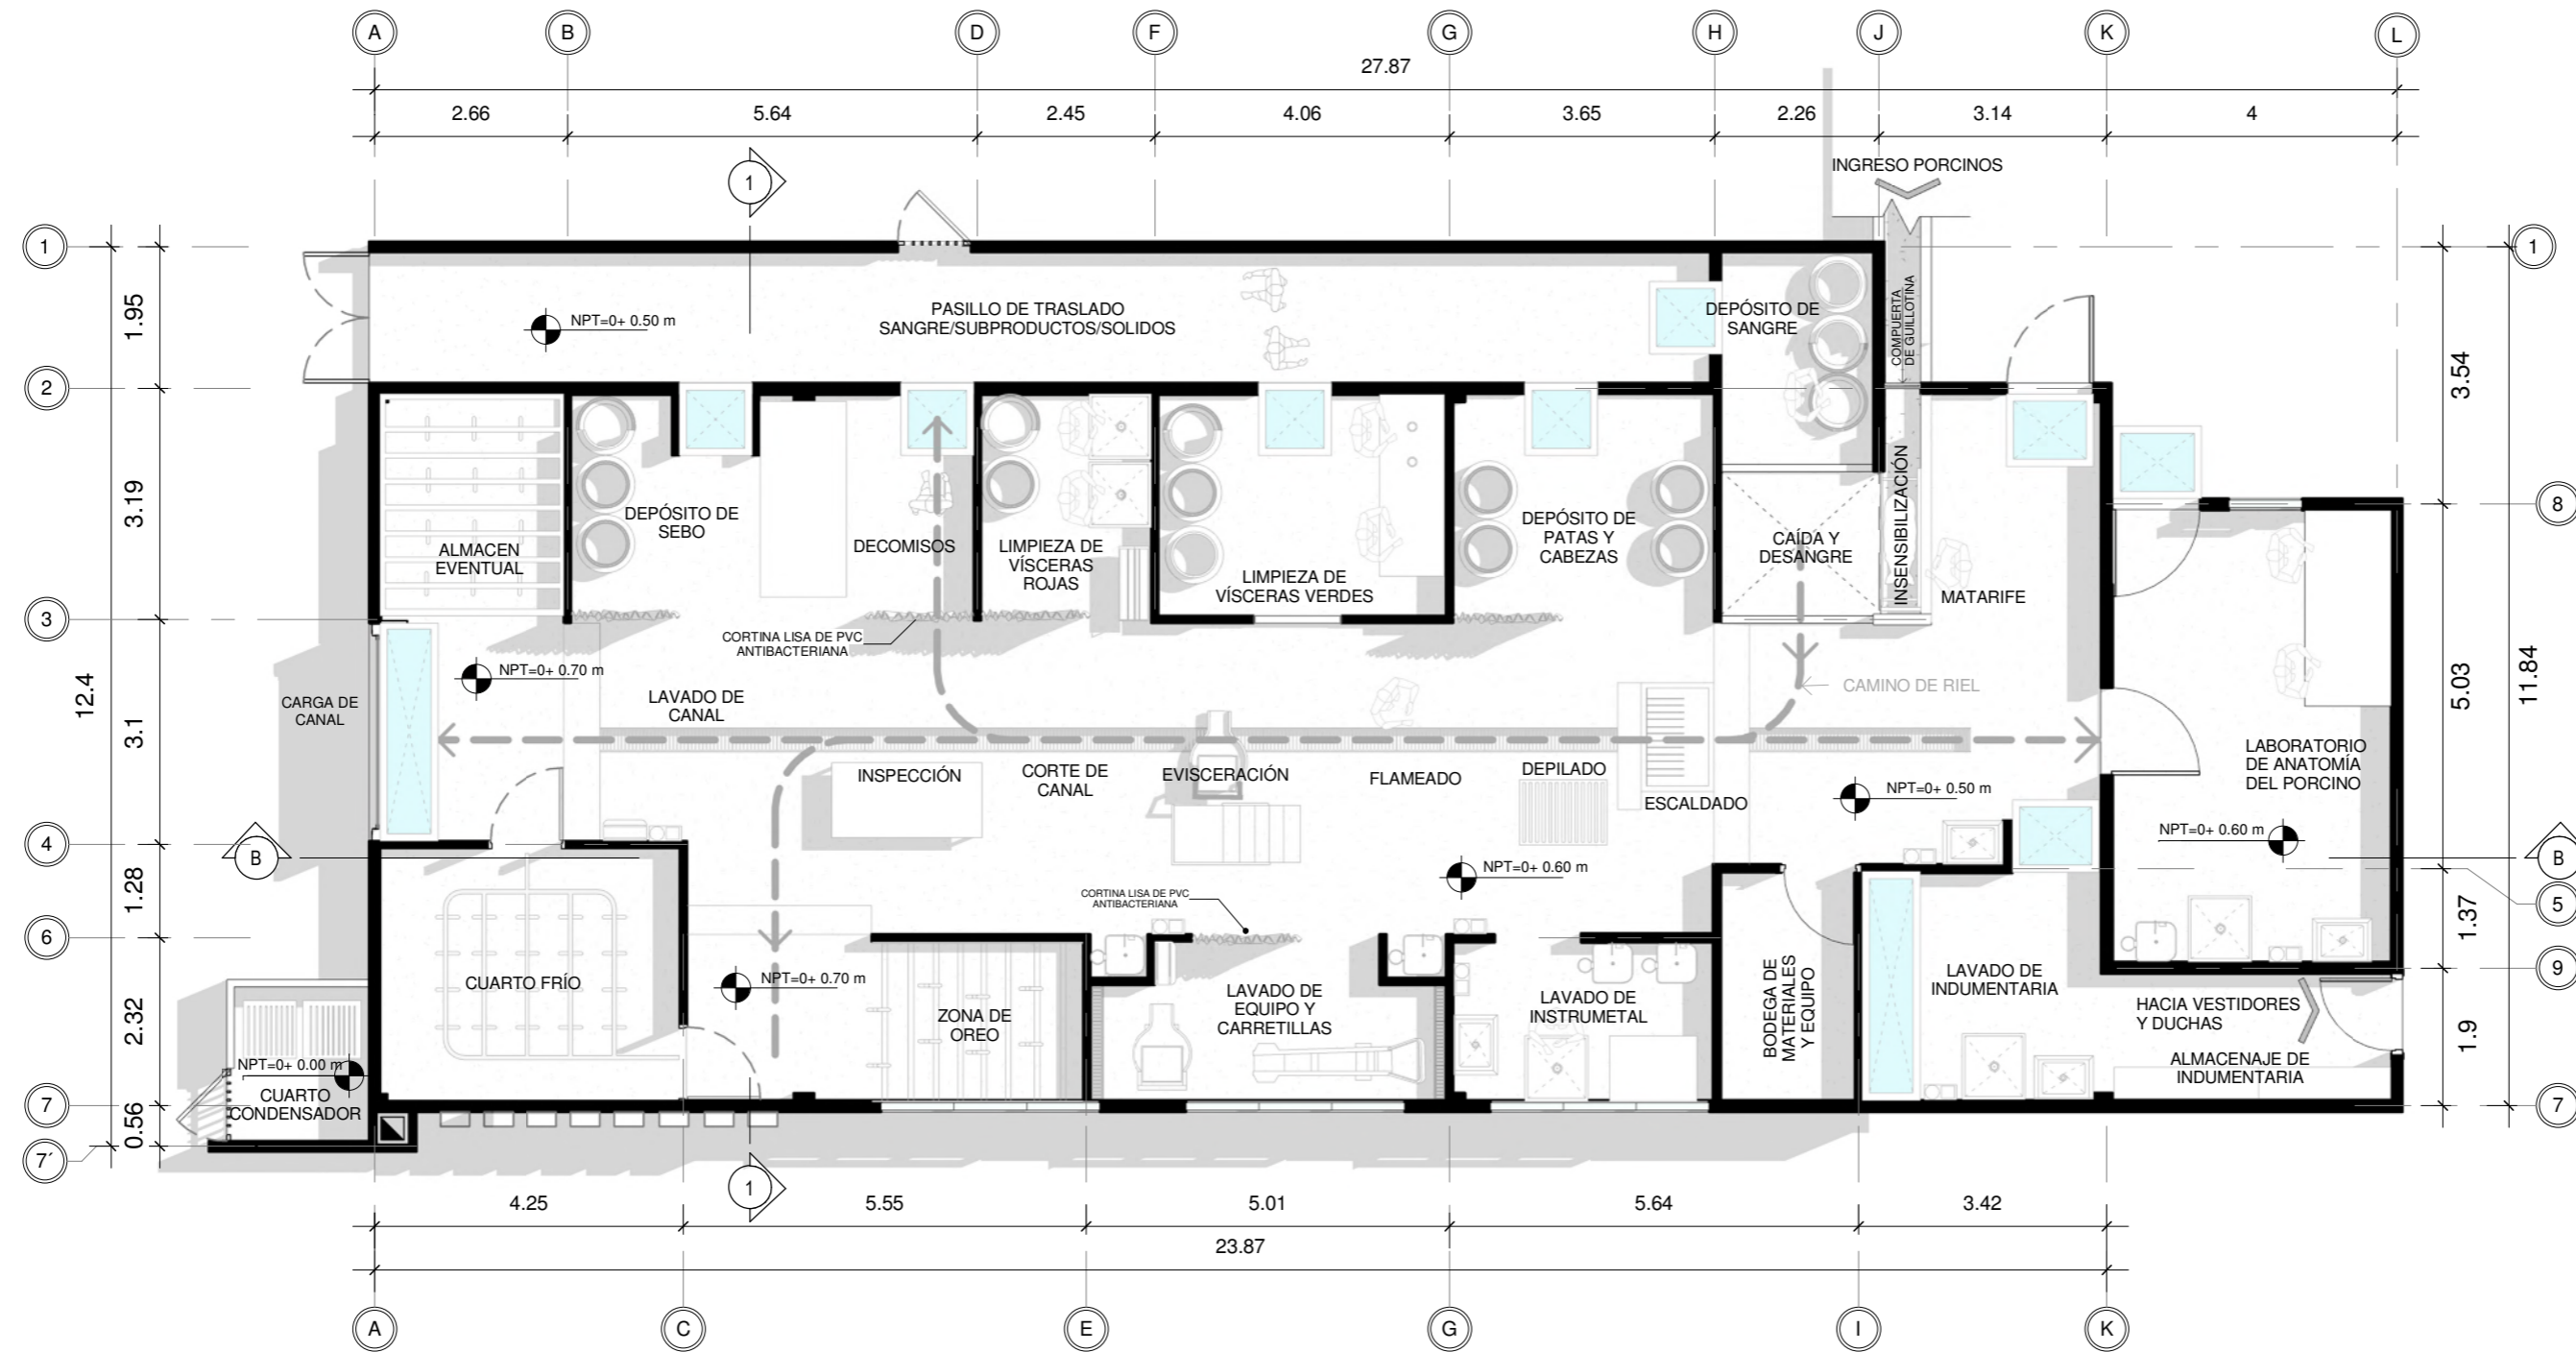 A B D F G H J K L
27.87
2.66 5.64 2.45 4.06 3.65 2.26 3.14 4
1
INGRESO PORCINOS
1
1
1.95
2
3.19
3
12.4
3.1
4
B
1.28
6
2.32
7
0.56
7´
PASILLO DE TRASLADO
SANGRE/SUBPRODUCTOS/SOLIDOS
NPT=0+ 0.50 m
DEPÓSITO DE
SANGRE
COMPUERTA
DE GUILLOTINA
ALMACEN
EVENTUAL
DEPÓSITO DE
SEBO
DECOMISOS
LIMPIEZA DE
VÍSCERAS
ROJAS
LIMPIEZA DE
VÍSCERAS VERDES
DEPÓSITO DE
PATAS Y
CABEZAS
CAÍDA Y
DESANGRE
INSENSIBILIZACIÓN
MATARIFE
CORTINA LISA DE PVC
ANTIBACTERIANA
NPT=0+ 0.70 m
CARGA DE
CANAL
LAVADO DE
CANAL
CAMINO DE RIEL
INSPECCIÓN
CORTE DE
CANAL
EVISCERACIÓN
FLAMEADO
DEPILADO
ESCALDADO
NPT=0+ 0.50 m
LABORATORIO
DE ANATOMÍA
DEL PORCINO
NPT=0+ 0.60 m
NPT=0+ 0.60 m
CORTINA LISA DE PVC
ANTIBACTERIANA
CUARTO FRÍO
NPT=0+ 0.70 m
ZONA DE
OREO
LAVADO DE
EQUIPO Y
CARRETILLAS
LAVADO DE
INSTRUMETAL
BODEGA DE
MATERIALES
Y EQUIPO
LAVADO DE
INDUMENTARIA
HACIA VESTIDORES
Y DUCHAS
ALMACENAJE DE
INDUMENTARIA
NPT=0+ 0.00 m
CUARTO
CONDENSADOR
3.54
8
5.03
11.84
B
5
1.37
9
1.9
7
1
4.25 5.55 5.01 5.64 3.42
23.87
A C E G I K